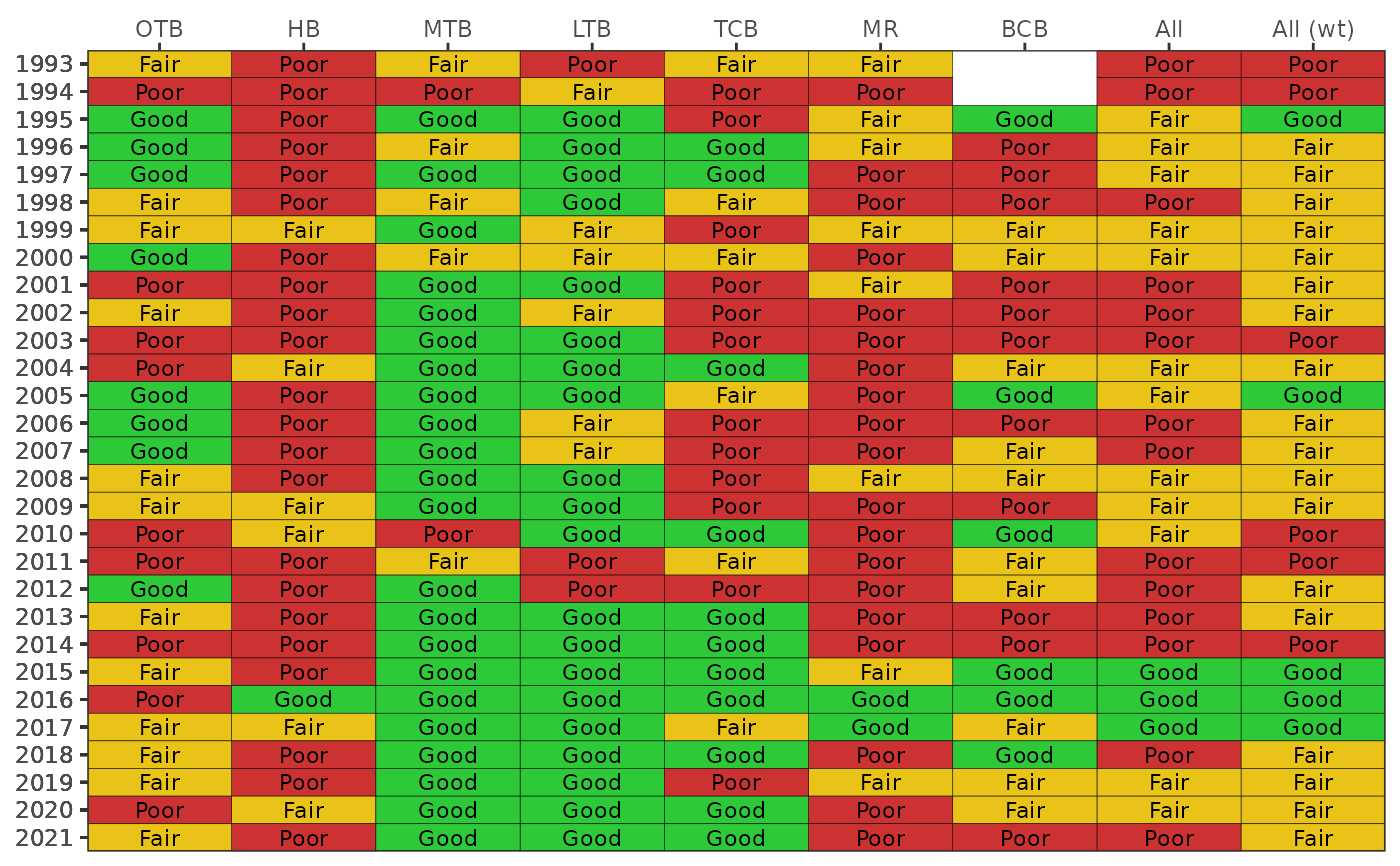 OTB HB MTB LTB TCB MR BCB All All (wt)
1993 Fair Poor Fair Poor Fair Fair Poor Poor
1994 Poor Poor Poor Fair Poor Poor Poor Poor
1995 Good Poor Good Good Poor Fair Good Fair Good
1996 Good Poor Fair Good Good Fair Poor Fair Fair
1997 Good Poor Good Good Good Poor Poor Fair Fair
1998 Fair Poor Fair Good Fair Poor Poor Poor Fair
1999 Fair Fair Good Fair Poor Fair Fair Fair Fair
2000 Good Poor Fair Fair Fair Poor Fair Fair Fair
2001 Poor Poor Good Good Poor Fair Poor Poor Fair
2002 Fair Poor Good Fair Poor Poor Poor Poor Fair
2003 Poor Poor Good Good Poor Poor Poor Poor Poor
2004 Poor Fair Good Good Good Poor Fair Fair Fair
2005 Good Poor Good Good Fair Poor Good Fair Good
2006 Good Poor Good Fair Poor Poor Poor Poor Fair
2007 Good Poor Good Fair Poor Poor Fair Poor Fair
2008 Fair Poor Good Good Poor Fair Fair Fair Fair
2009 Fair Fair Good Good Poor Poor Poor Fair Fair
2010 Poor Fair Poor Good Good Poor Good Fair Poor
2011 Poor Poor Fair Poor Fair Poor Fair Poor Poor
2012 Good Poor Good Poor Poor Poor Fair Poor Fair
2013 Fair Poor Good Good Good Poor Poor Poor Fair
2014 Poor Poor Good Good Good Poor Poor Poor Poor
2015 Fair Poor Good Good Good Fair Good Good Good
2016 Poor Good Good Good Good Good Good Good Good
2017 Fair Fair Good Good Fair Good Fair Good Good
2018 Fair Poor Good Good Good Poor Good Poor Fair
2019 Fair Poor Good Good Poor Fair Fair Fair Fair
2020 Poor Fair Good Good Good Poor Fair Fair Fair
2021 Fair Poor Good Good Good Poor Poor Poor Fair